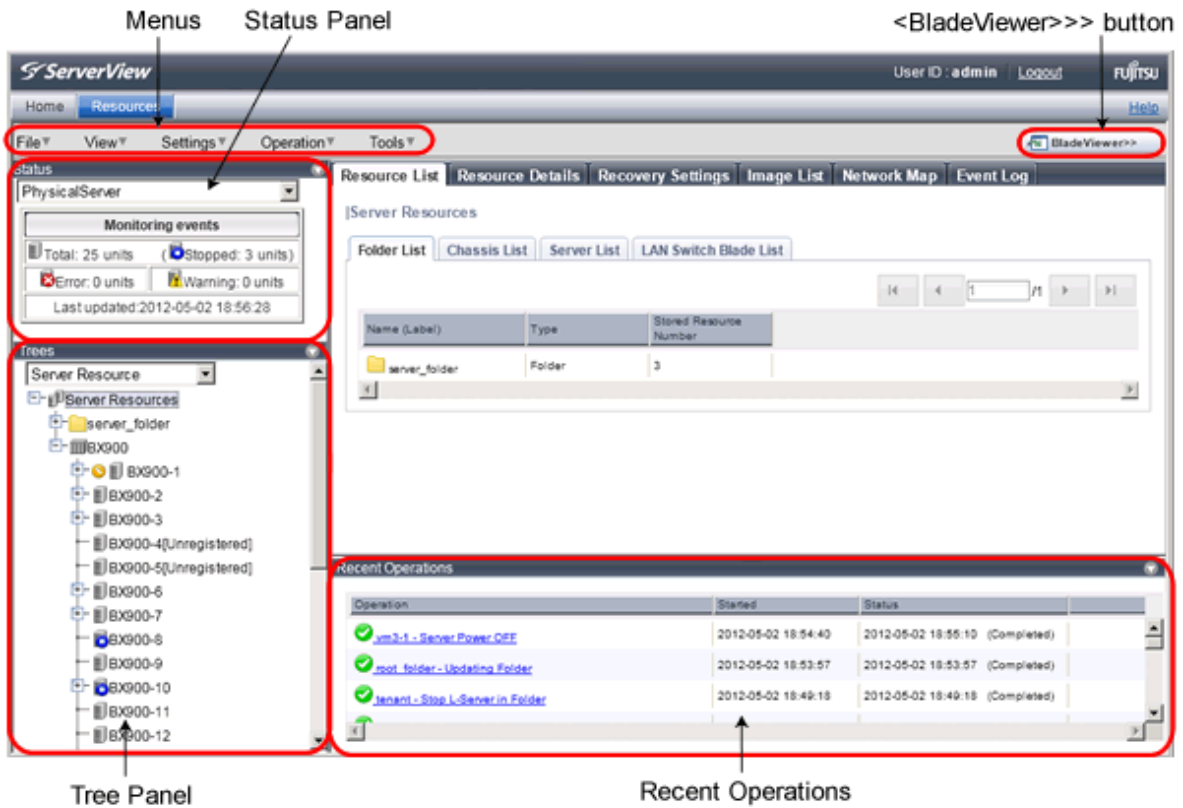 Menus Status Panel <BladeViewer>>> button
ServerView User ID : admin Logout FUJITSU
Home Resources Help
File View Settings Operation Tools BladeViewer>>
Status
PhysicalServer
Monitoring events
Total: 25 units (Stopped: 3 units)
Error: 0 units Warning: 0 units
Last updated:2012-05-02 18:56:28
Trees
Server Resource
Server Resources
server_folder
BX900
BX900-1
BX900-2
BX900-3
BX900-4[Unregistered]
BX900-5[Unregistered]
BX900-6
BX900-7
BX900-8
BX900-9
BX900-10
BX900-11
BX900-12
Resource List Resource Details Recovery Settings Image List Network Map Event Log
|Server Resources
Folder List Chassis List Server List LAN Switch Blade List
1 /1
Name (Label) Type Stored Resource
Number
server_folder Folder 3
Recent Operations
Operation Started Status
vm3-1 - Server Power OFF 2012-05-02 18:54:40 2012-05-02 18:55:10 (Completed)
root_folder - Updating Folder 2012-05-02 18:53:57 2012-05-02 18:53:57 (Completed)
tenant - Stop L-Server in Folder 2012-05-02 18:49:18 2012-05-02 18:49:18 (Completed)
Tree Panel Recent Operations